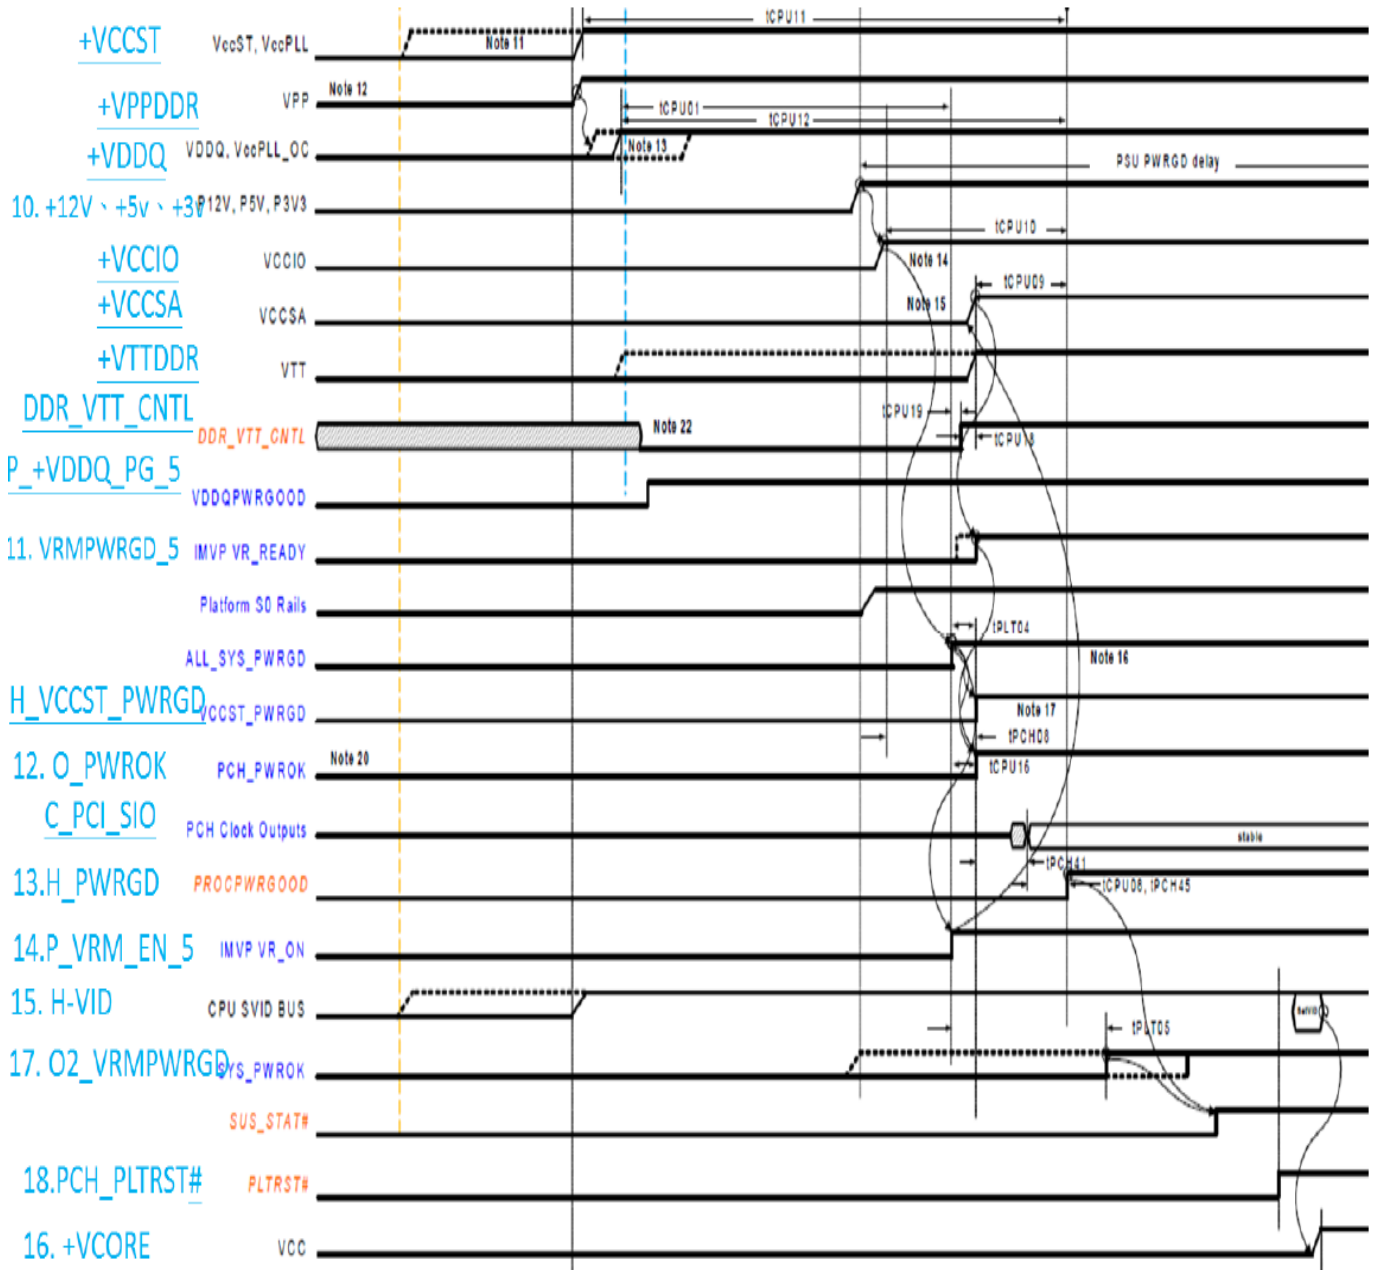 tCPU11
+VCCST VccST, VccPLL Note 11
Note 12
+VPPDDR VPP tCPU01
tCPU12
+VDDQ VDDQ, VccPLL_OC Note 13
PSU PWRGD delay
10. +12V、+5v、+3v P12V, P5V, P3V3
tCPU10
+VCCIO VCCIO Note 14
tCPU09
+VCCSA VCCSA Note 15
+VTTDDR VTT
DDR_VTT_CNTL tCPU19
DDR_VTT_CNTL Note 22 tCPU18
P_+VDDQ_PG_5 VDDQPWRGOOD
11. VRMPWRGD_5 IMVP VR_READY
Platform S0 Rails
tPLT04
ALL_SYS_PWRGD Note 16
H_VCCST_PWRGD VCCST_PWRGD Note 17
tPCH08
12. O_PWROK PCH_PWROK Note 20 tCPU16
C_PCI_SIO PCH Clock Outputs stable
tPCH41
13.H_PWRGD PROCPWRGOOD tCPU08, tPCH45
14.P_VRM_EN_5 IMVP VR_ON
15. H-VID CPU SVID BUS SetVID
tPLT05
17. O2_VRMPWRGD SYS_PWROK
SUS_STAT#
18.PCH_PLTRST# PLTRST#
16. +VCORE VCC